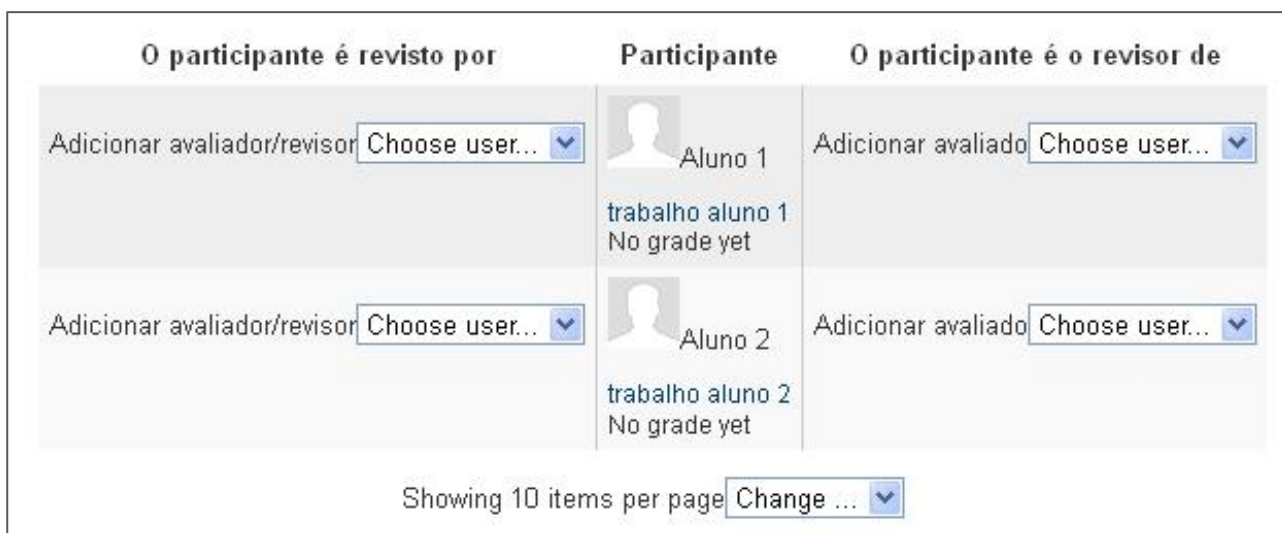 O participante é revisto por Participante O participante é o revisor de
Adicionar avaliador/revisor Choose user... Aluno 1 Adicionar avaliado Choose user...
trabalho aluno 1
No grade yet
Adicionar avaliador/revisor Choose user... Aluno 2 Adicionar avaliado Choose user...
trabalho aluno 2
No grade yet
Showing 10 items per page Change ...